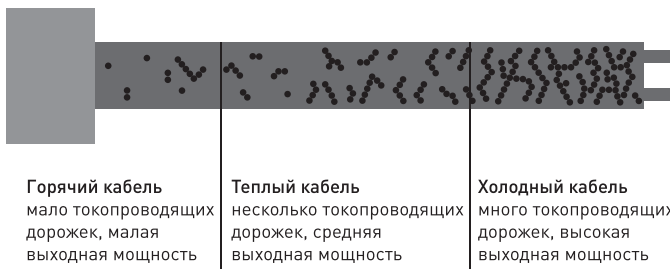 Горячий кабель
мало токопроводящих
дорожек, малая
выходная мощность
Теплый кабель
несколько токопроводящих
дорожек, средняя
выходная мощность
Холодный кабель
много токопроводящих
дорожек, высокая
выходная мощность